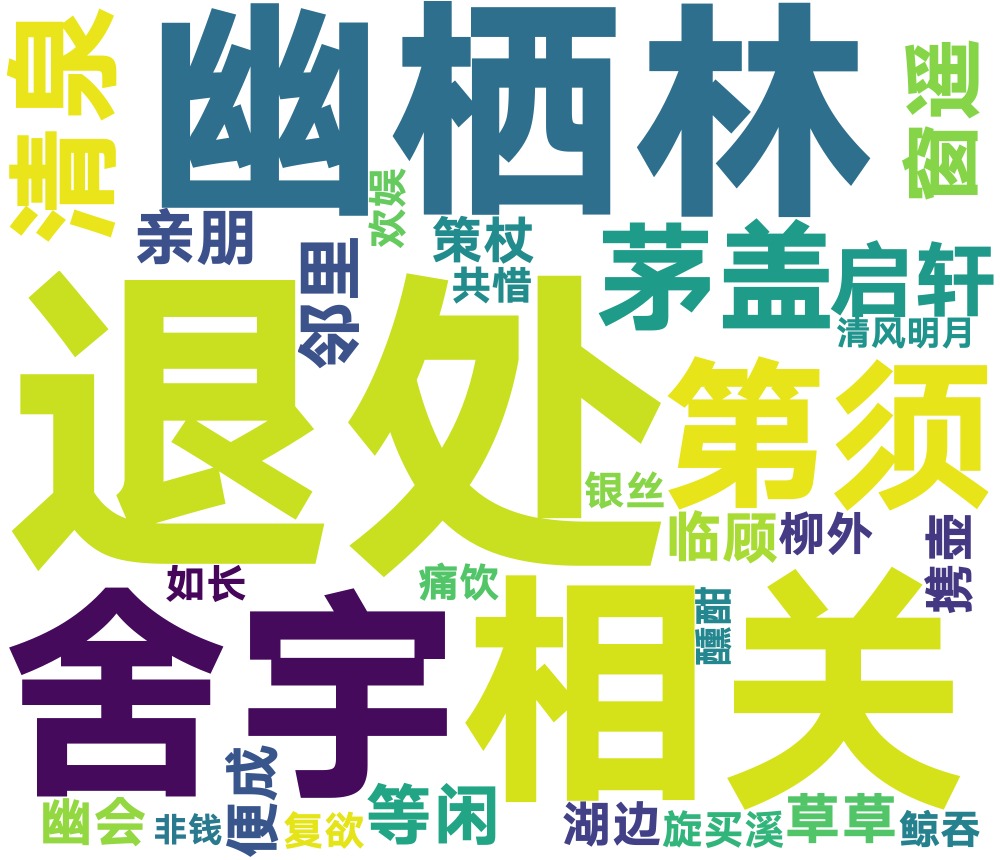 清泉
幽栖林
窗遥
亲朋
欢娱
策杖
共惜
邻里
茅盖
启轩
清风明月
退处
第须
银丝
临顾
柳外
携壶
如长
痛饮
舍宇
相关
醺酣
幽会
非钱
便成
复欲
等闲
湖边
旋买溪
草草
鲸吞